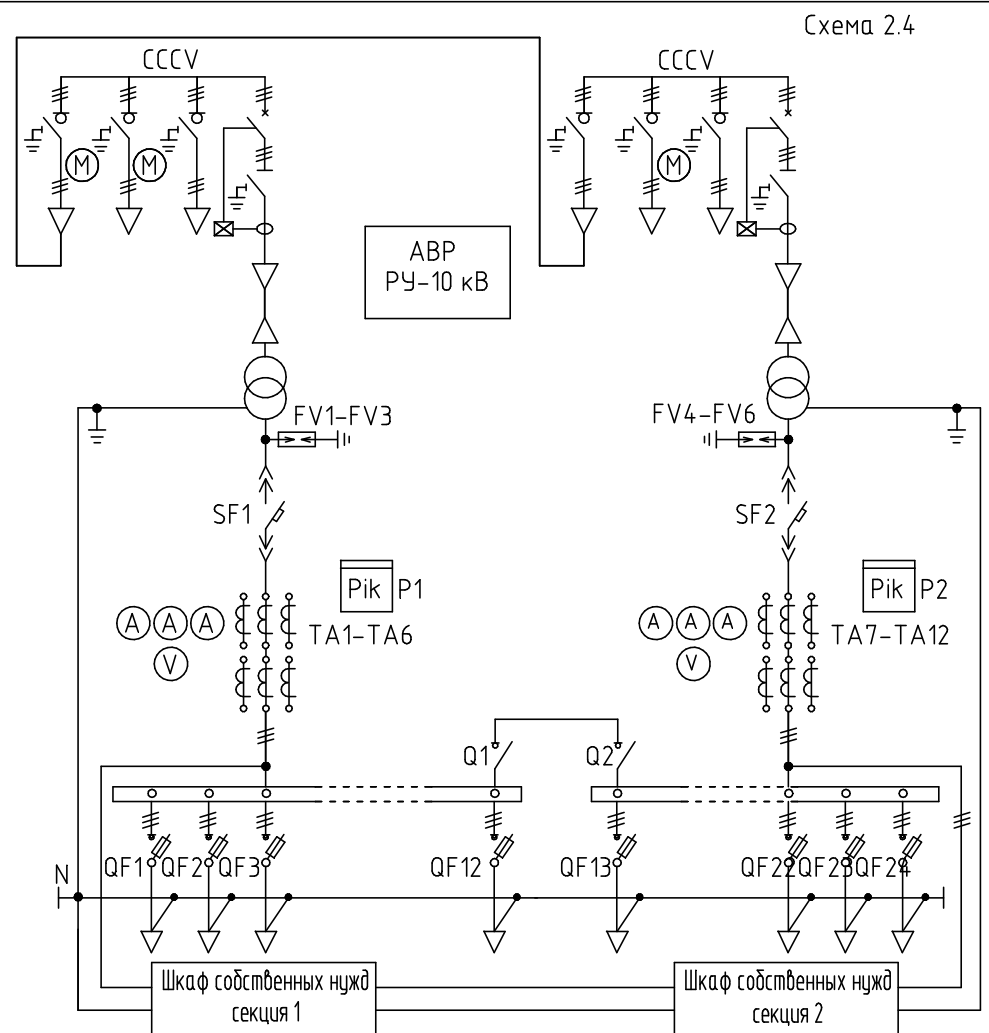 Схема 2.4
CCCV
CCCV
M
M
M
АВР
РУ-10 кВ
FV1-FV3
FV4-FV6
SF1
SF2
Pik P1
Pik P2
A A A
TA1-TA6
A A A
TA7-TA12
V
V
Q1
Q2
QF1
QF2
QF3
QF12
QF13
QF22
QF23
QF24
N
Шкаф собственных нужд
секция 1
Шкаф собственных нужд
секция 2